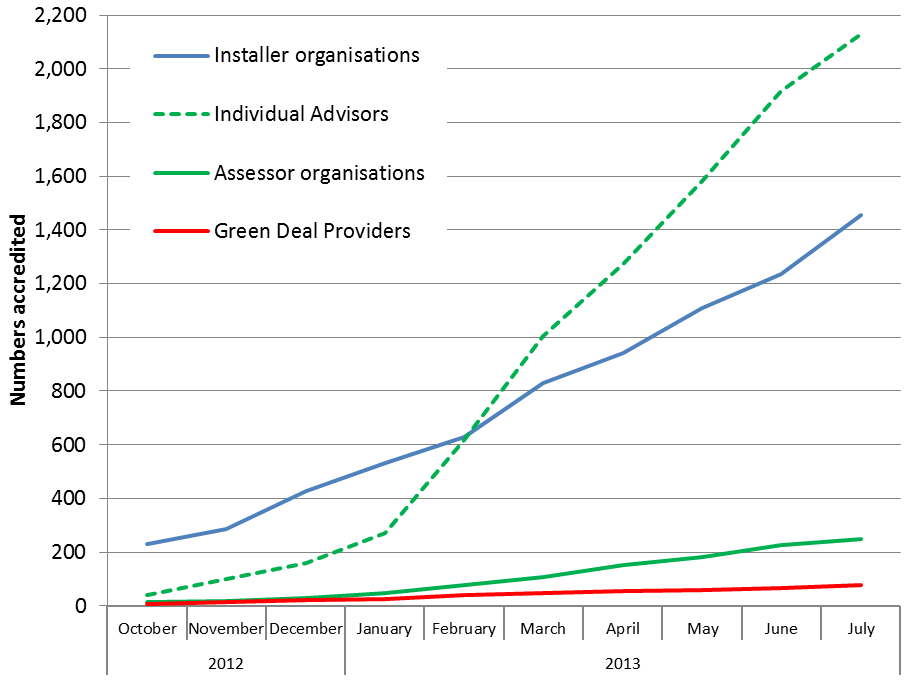 2,200
2,000
1,800
1,600
1,400
1,200
1,000
800
600
400
200
0
Numbers accredited
Installer organisations
Individual Advisors
Assessor organisations
Green Deal Providers
October November December January February March April May June July
2012 2013